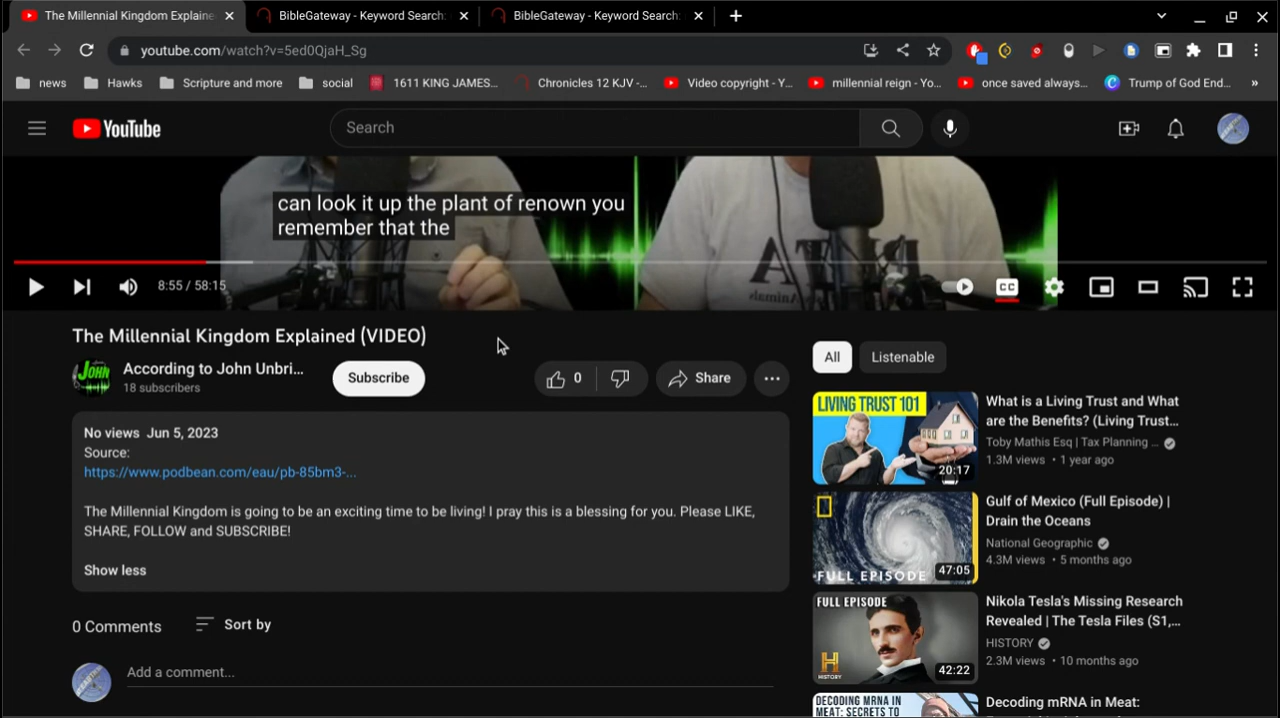 The Millennial Kingdom Explaine
BibleGateway - Keyword Search:
BibleGateway - Keyword Search:
youtube.com/watch?v=5ed0QjaH_Sg
news
Hawks
Scripture and more
social
1611 KING JAMES...
Chronicles 12 KJV -...
Video copyright - Y...
millennial reign - Yo...
once saved always...
Trump of God End...
»
YouTube
Search
can look it up the plant of renown you
remember that the
8:55 / 58:15
CC
The Millennial Kingdom Explained (VIDEO)
According to John Unbri...
18 subscribers
Subscribe
0
Share
All
Listenable
No views Jun 5, 2023
Source:
https://www.podbean.com/eau/pb-85bm3-...
The Millennial Kingdom is going to be an exciting time to be living! I pray this is a blessing for you. Please LIKE,
SHARE, FOLLOW and SUBSCRIBE!
Show less
0 Comments
Sort by
Add a comment...
LIVING TRUST 101
20:17
What is a Living Trust and What
are the Benefits? (Living Trust...
Toby Mathis Esq | Tax Planning ...
1.3M views • 1 year ago
FULL EPISODE
47:05
Gulf of Mexico (Full Episode) |
Drain the Oceans
National Geographic
4.3M views • 5 months ago
FULL EPISODE
H
HISTORY
42:22
Nikola Tesla's Missing Research
Revealed | The Tesla Files (S1,...
HISTORY
2.3M views • 10 months ago
DECODING MRNA IN
MEAT: SECRETS TO
Decoding mRNA in Meat: